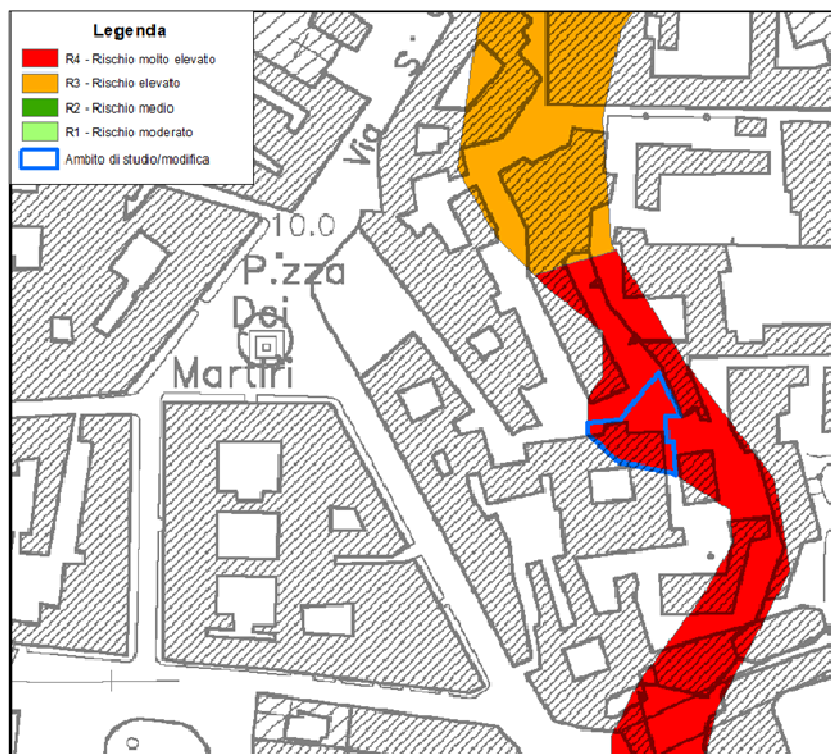 Legenda
R4 - Rischio molto elevato
R3 - Rischio elevato
R2 - Rischio medio
R1 - Rischio moderato
Ambito di studio/modifica
Via S.
10.0
P.zza
Dei
Martiri